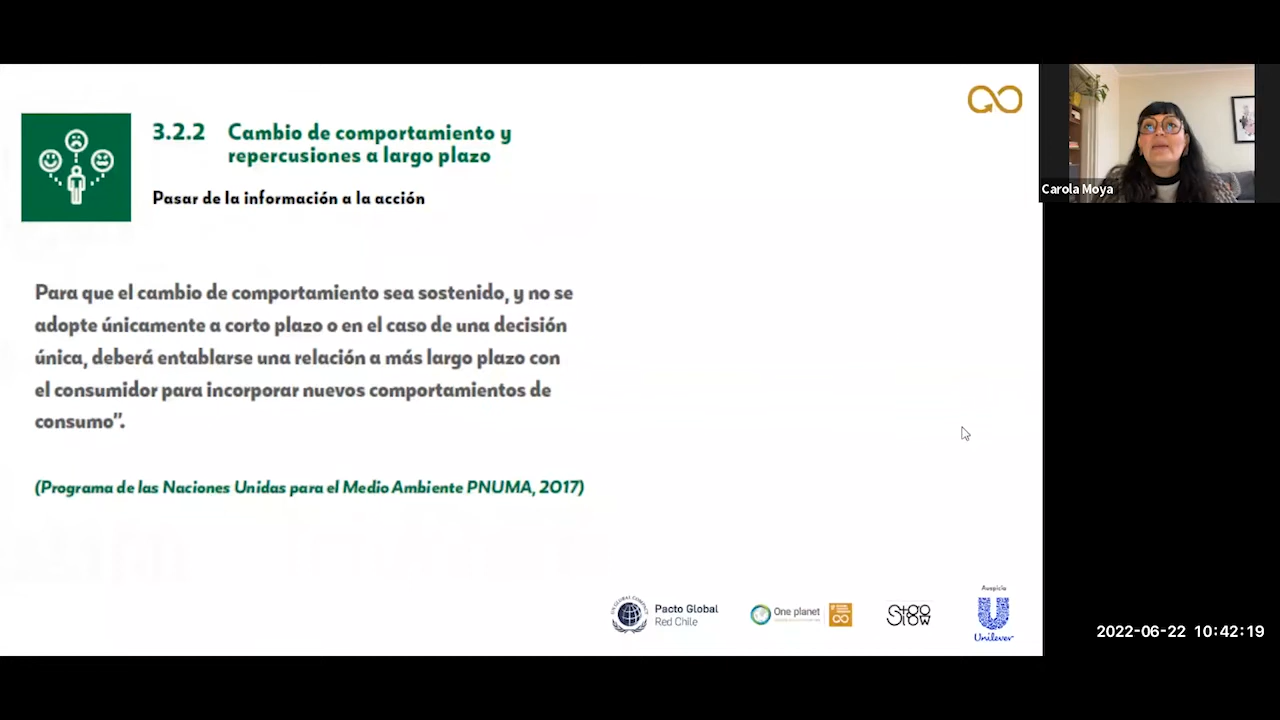 3.2.2 Cambio de comportamiento y
repercusiones a largo plazo
Pasar de la información a la acción
Para que el cambio de comportamiento sea sostenido, y no se
adopte únicamente a corto plazo o en el caso de una decisión
única, deberá entablarse una relación a más largo plazo con
el consumidor para incorporar nuevos comportamientos de
consumo”.
(Programa de las Naciones Unidas para el Medio Ambiente PNUMA, 2017)
Carola Moya
Pacto Global
Red Chile
One planet
Auspicia
Unilever
2022-06-22 10:42:19